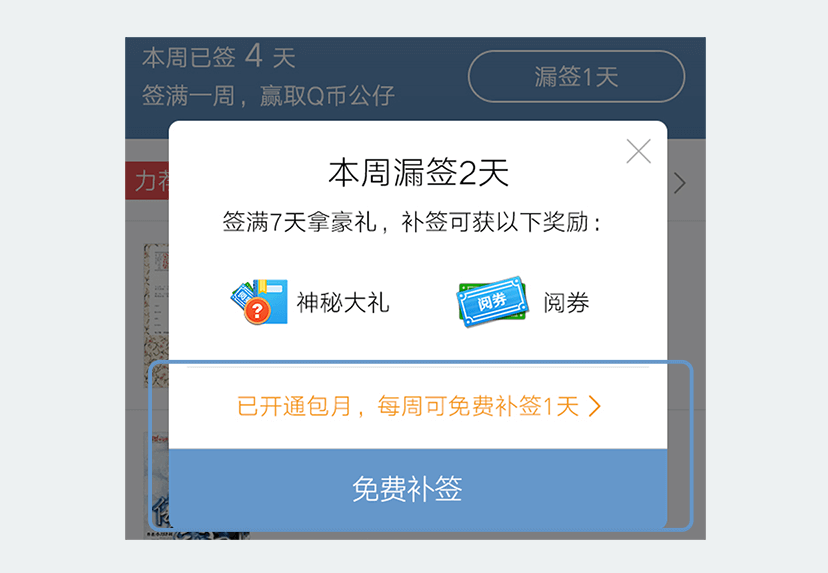 本周已签 4 天
签满一周，赢取Q币公仔
漏签1天
力荐
本周漏签2天
签满7天拿豪礼，补签可获以下奖励：
神秘大礼
阅券
阅券
已开通包月，每周可免费补签1天
免费补签